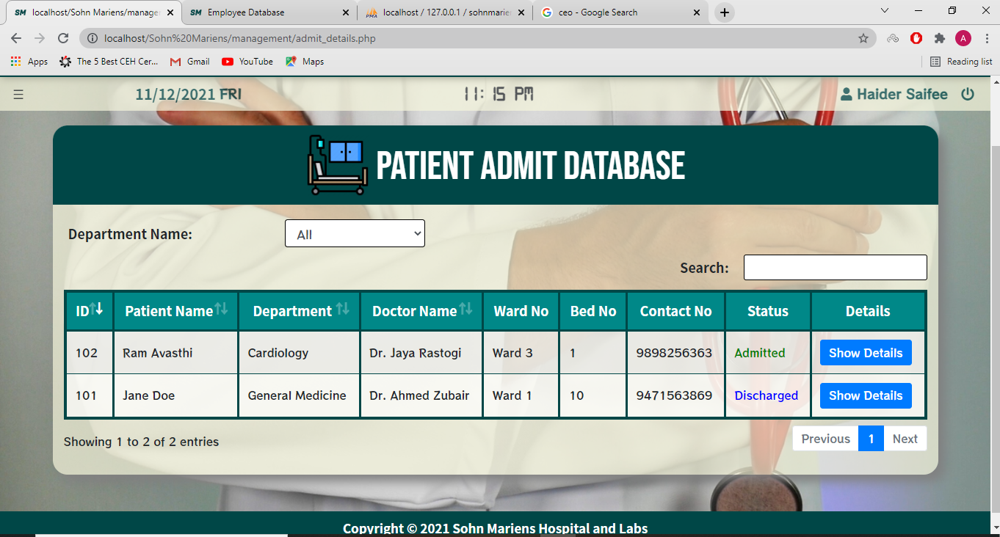 SM localhost/Sohn Mariens/manage
SM Employee Database
PMA localhost / 127.0.0.1 / sohnmarie
ceo - Google Search
localhost/Sohn%20Mariens/management/admit_details.php
A
Apps
The 5 Best CEH Cer...
Gmail
YouTube
Maps
Reading list
11/12/2021 FRI
11: 15 PM
Haider Saifee
PATIENT ADMIT DATABASE
Department Name: All
Search:
ID Patient Name Department Doctor Name Ward No Bed No Contact No Status Details
102 Ram Avasthi Cardiology Dr. Jaya Rastogi Ward 3 1 9898256363 Admitted Show Details
101 Jane Doe General Medicine Dr. Ahmed Zubair Ward 1 10 9471563869 Discharged Show Details
Showing 1 to 2 of 2 entries
Previous 1 Next
Copyright © 2021 Sohn Mariens Hospital and Labs